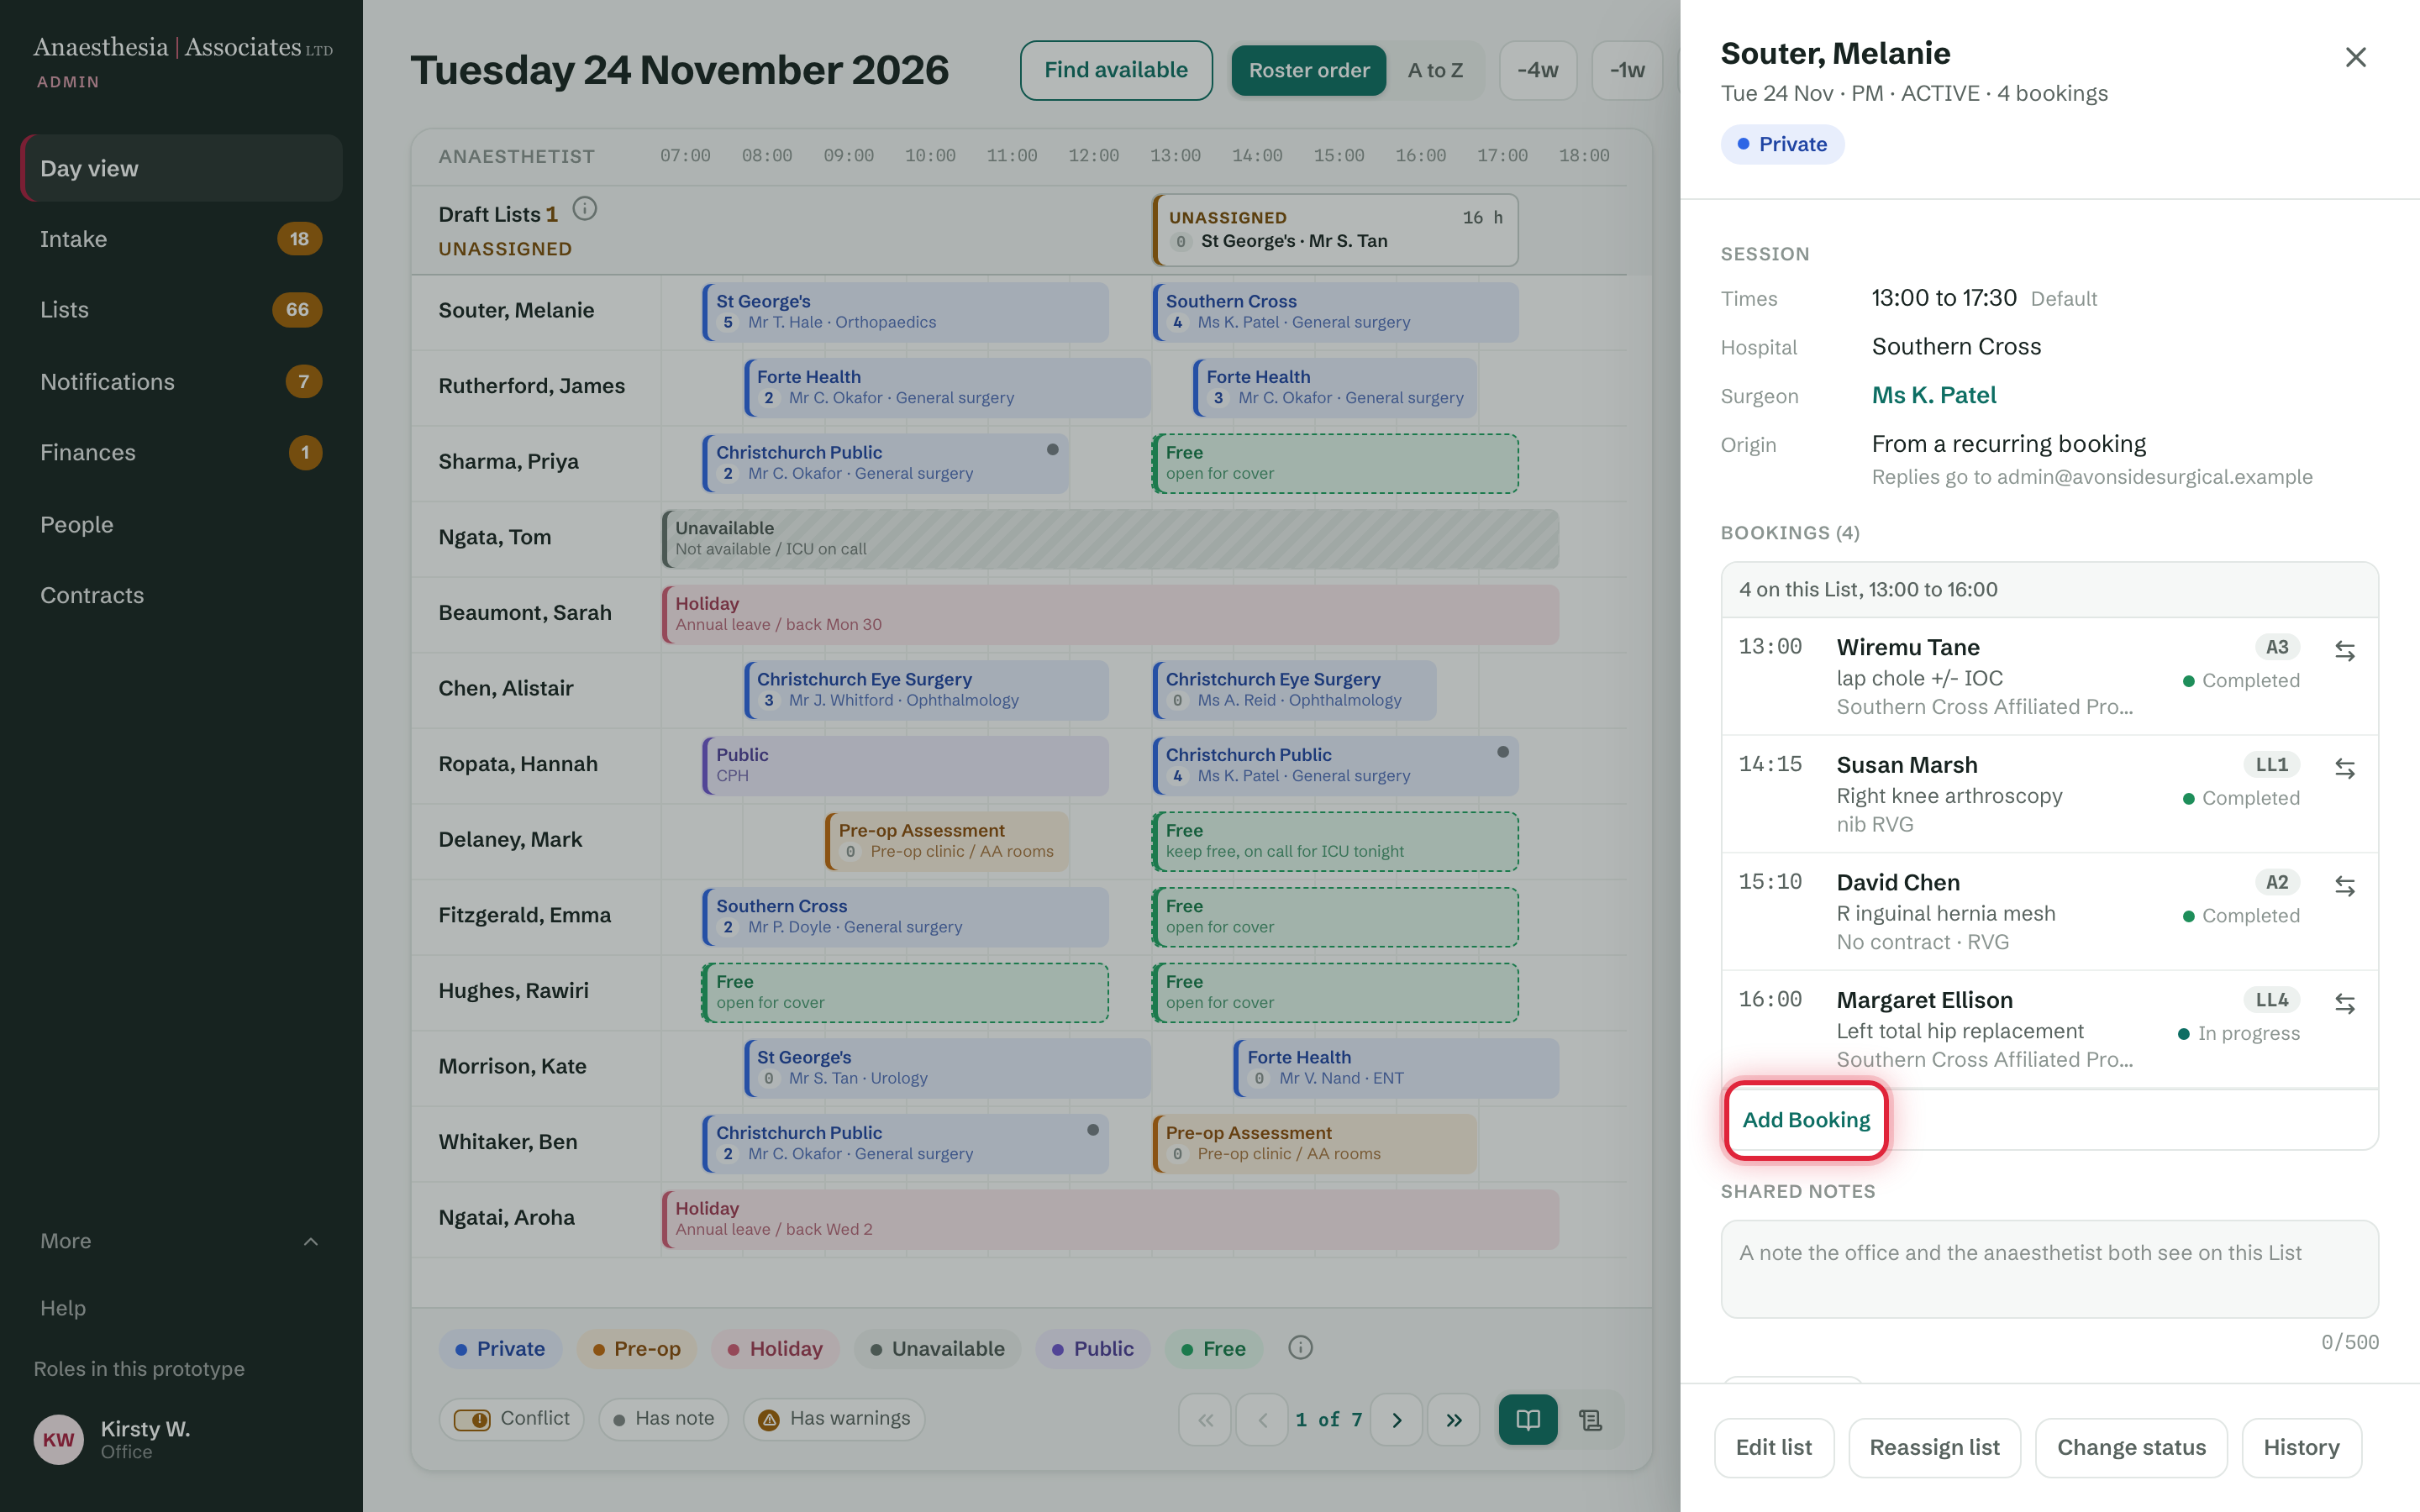 Anaesthesia | Associates LTD
ADMIN
Day view
Intake 18
Lists 66
Notifications 7
Finances 1
People
Contracts
More
Help
Roles in this prototype
KW
Kirsty W.
Office
Tuesday 24 November 2026
Find available
Roster order
A to Z
-4w
-1w
ANAESTHETIST 07:00 08:00 09:00 10:00 11:00 12:00 13:00 14:00 15:00 16:00 17:00 18:00
Draft Lists 1
UNASSIGNED
UNASSIGNED 16 h
0 St George's · Mr S. Tan
Souter, Melanie
St George's
5 Mr T. Hale · Orthopaedics
Southern Cross
4 Ms K. Patel · General surgery
Rutherford, James
Forte Health
2 Mr C. Okafor · General surgery
Forte Health
3 Mr C. Okafor · General surgery
Sharma, Priya
Christchurch Public
2 Mr C. Okafor · General surgery
Free
open for cover
Ngata, Tom
Unavailable
Not available / ICU on call
Beaumont, Sarah
Holiday
Annual leave / back Mon 30
Chen, Alistair
Christchurch Eye Surgery
3 Mr J. Whitford · Ophthalmology
Christchurch Eye Surgery
0 Ms A. Reid · Ophthalmology
Ropata, Hannah
Public
CPH
Christchurch Public
4 Ms K. Patel · General surgery
Delaney, Mark
Pre-op Assessment
0 Pre-op clinic / AA rooms
Free
keep free, on call for ICU tonight
Fitzgerald, Emma
Southern Cross
2 Mr P. Doyle · General surgery
Free
open for cover
Hughes, Rawiri
Free
open for cover
Free
open for cover
Morrison, Kate
St George's
0 Mr S. Tan · Urology
Forte Health
0 Mr V. Nand · ENT
Whitaker, Ben
Christchurch Public
2 Mr C. Okafor · General surgery
Pre-op Assessment
0 Pre-op clinic / AA rooms
Ngatai, Aroha
Holiday
Annual leave / back Wed 2
Private
Pre-op
Holiday
Unavailable
Public
Free
Conflict
Has note
Has warnings
1 of 7
Souter, Melanie
Tue 24 Nov · PM · ACTIVE · 4 bookings
Private
SESSION
Times 13:00 to 17:30 Default
Hospital Southern Cross
Surgeon Ms K. Patel
Origin From a recurring booking
Replies go to admin@avonsidesurgical.example
BOOKINGS (4)
4 on this List, 13:00 to 16:00
13:00 Wiremu Tane A3
lap chole +/- IOC Completed
Southern Cross Affiliated Pro...
14:15 Susan Marsh LL1
Right knee arthroscopy Completed
nib RVG
15:10 David Chen A2
R inguinal hernia mesh Completed
No contract · RVG
16:00 Margaret Ellison LL4
Left total hip replacement In progress
Southern Cross Affiliated Pro...
Add Booking
SHARED NOTES
A note the office and the anaesthetist both see on this List
0/500
Edit list
Reassign list
Change status
History